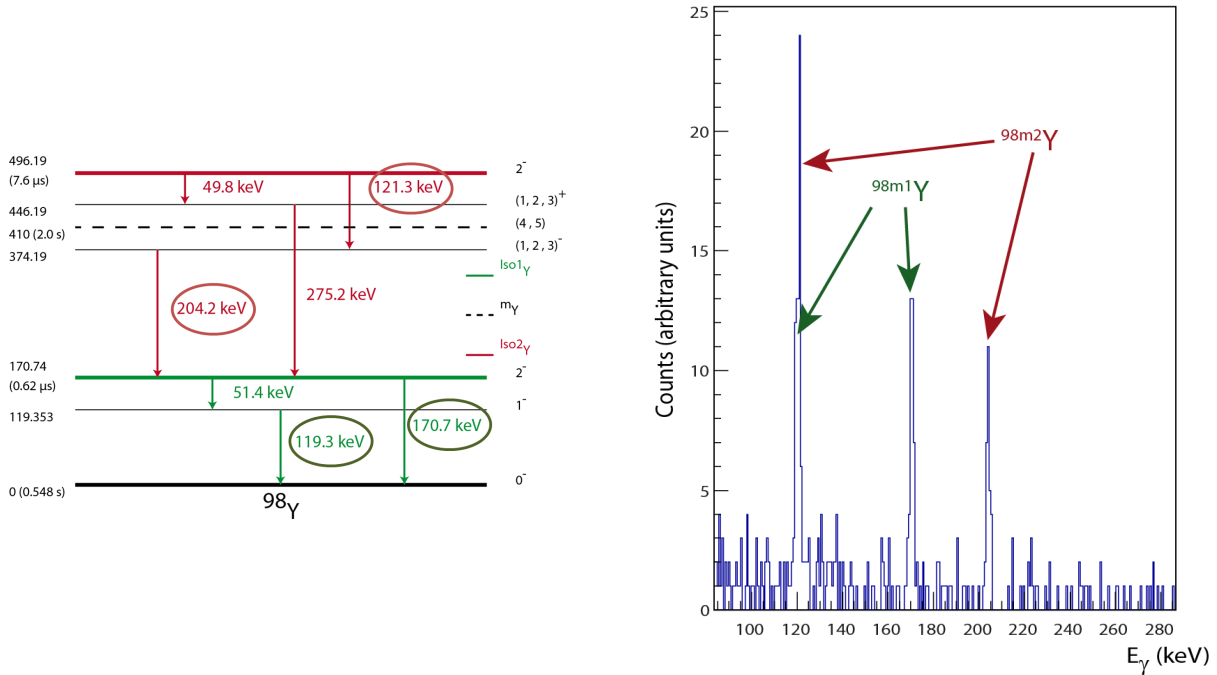 496.19
(7.6 µs)
446.19
410 (2.0 s)
374.19
170.74
(0.62 µs)
119.353
0 (0.548 s)
49.8 keV
121.3 keV
204.2 keV
275.2 keV
51.4 keV
119.3 keV
170.7 keV
2-
(1, 2, 3)+
(4, 5)
(1, 2, 3)-
Iso1Y
mY
Iso2Y
2-
1-
0-
98Y
Counts (arbitrary units)
25
20
15
10
5
0
98m2Y
98m1Y
100 120 140 160 180 200 220 240 260 280
Eγ (keV)